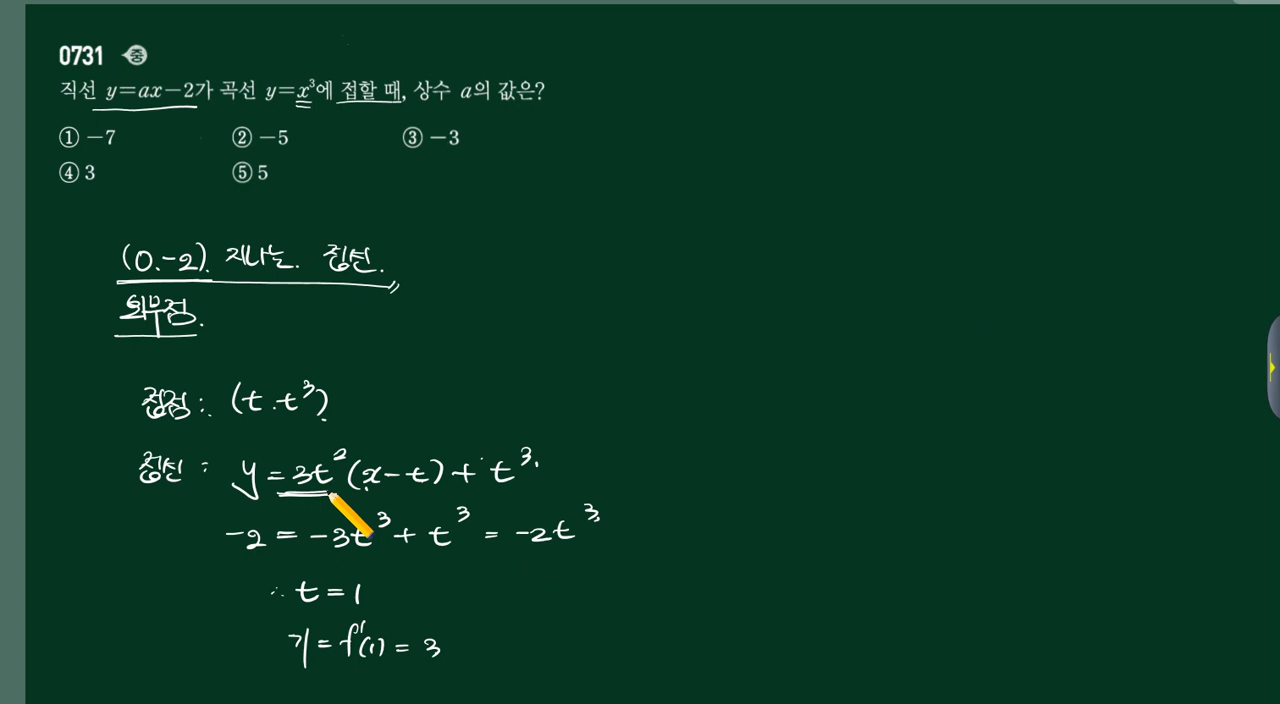 0731 중
직선 y=ax-2가 곡선 y=x³에 접할 때, 상수 a의 값은?
① -7 ② -5 ③ -3
④ 3 ⑤ 5
(0.-2). 지나는. 접선.
외부점.
접점: (t.t³).
접선: y=3t²(x-t)+t³.
-2=-3t³+t³=-2t³
∴ t=1
기=f'(1)=3